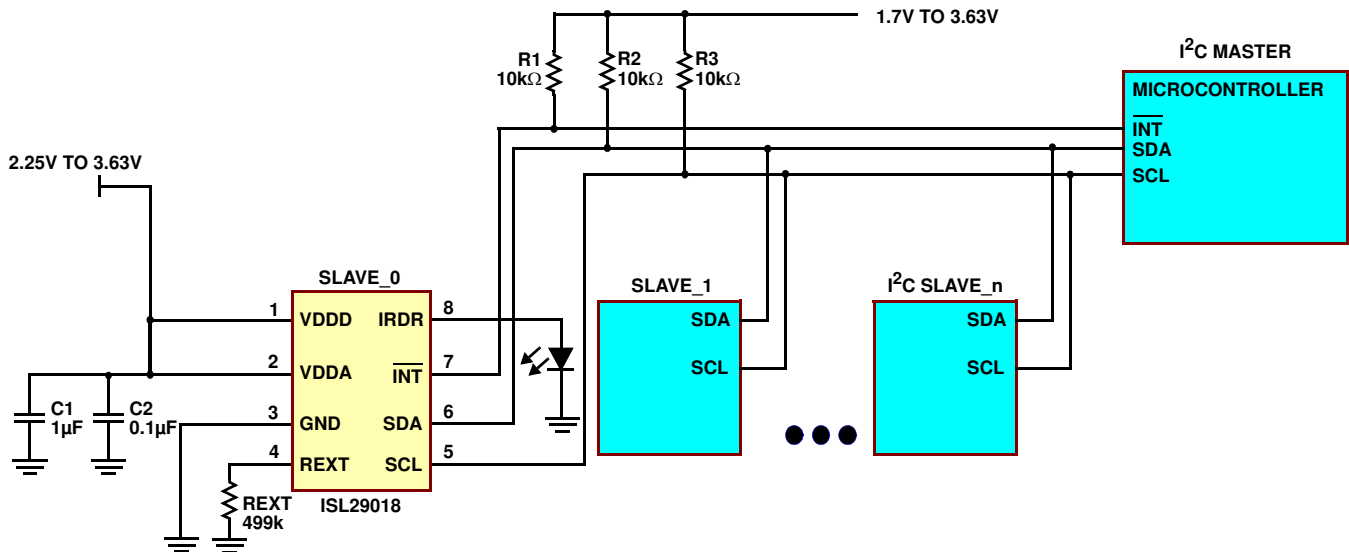 1.7V TO 3.63V
R1
10kΩ
R2
10kΩ
R3
10kΩ
I²C MASTER
MICROCONTROLLER
INT
SDA
SCL
2.25V TO 3.63V
SLAVE_0
1
VDDD
IRDR
8
2
VDDA
INT
7
3
GND
SDA
6
4
REXT
SCL
5
ISL29018
C1
1µF
C2
0.1µF
REXT
499k
SLAVE_1
SDA
SCL
I²C SLAVE_n
SDA
SCL